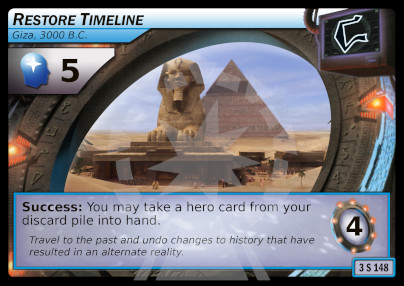 RESTORE TIMELINE
Giza, 3000 B.C.
5
Success: You may take a hero card from your
discard pile into hand.
Travel to the past and undo changes to history that have
resulted in an alternate reality.
4
3 S 148